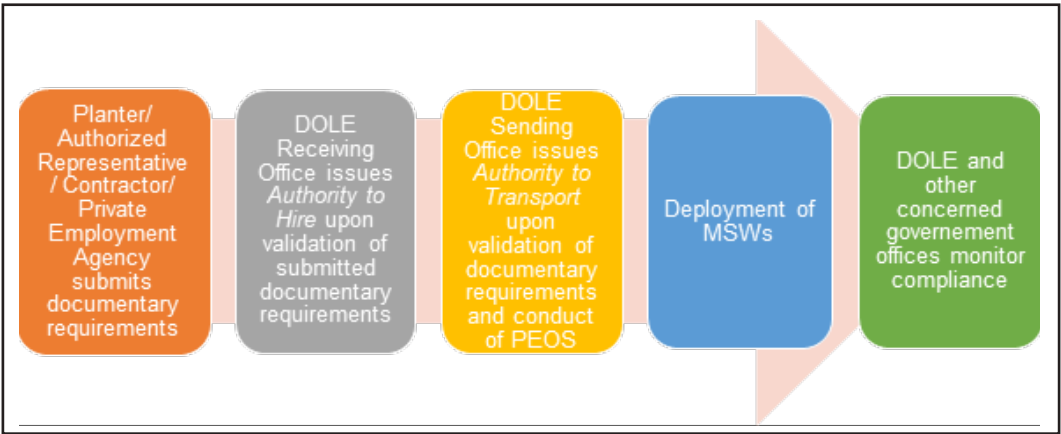 Planter/
Authorized
Representative
/ Contractor/
Private
Employment
Agency
submits
documentary
requirements
DOLE
Receiving
Office issues
Authority to
Hire upon
validation of
submitted
documentary
requirements
DOLE
Sending
Office issues
Authority to
Transport
upon
validation of
documentary
requirements
and conduct
of PEOS
Deployment of
MSWs
DOLE and
other
concerned
governement
offices monitor
compliance